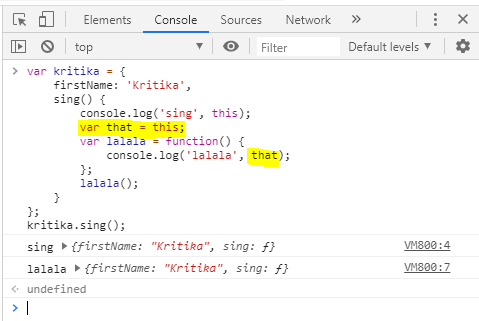 Elements Console Sources »
top ▼ Filter Default levels ▼
> var kritika = {
firstName: 'Kritika',
sing() {
console.log('sing', this);
var that = this;
var lalala = function() {
console.log('lalala', that);
};
lalala();
}
};
kritika.sing();
sing ▶{firstName: "Kritika", sing: ƒ} VM800:4
lalala ▶{firstName: "Kritika", sing: ƒ} VM800:7
< undefined
>